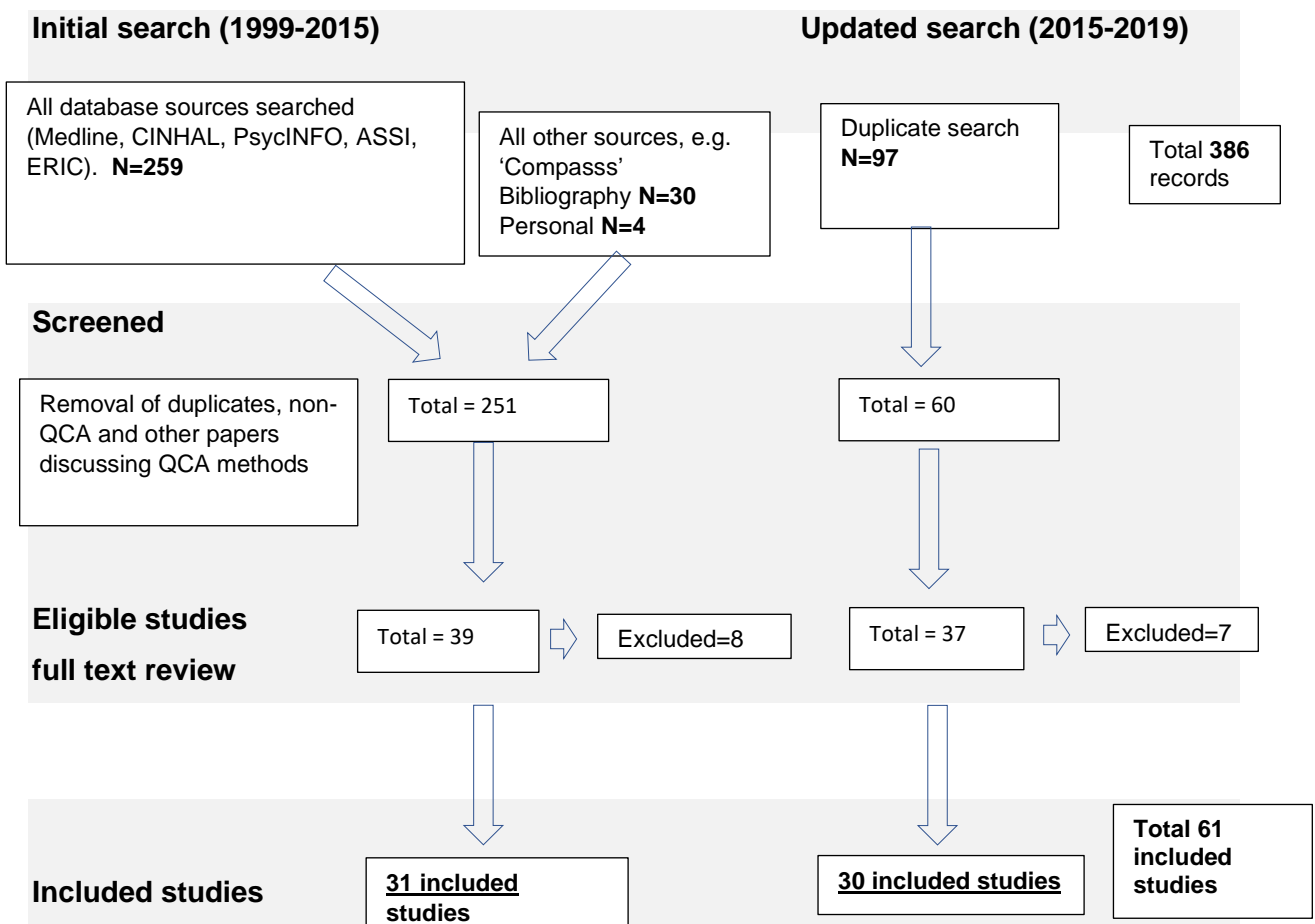 Initial search (1999-2015)
Updated search (2015-2019)
All database sources searched
(Medline, CINHAL, PsycINFO, ASSI,
ERIC).  N=259
All other sources, e.g.
‘Compasss’
Bibliography N=30
Personal N=4
Duplicate search
N=97
Total 386
records
Screened
Removal of duplicates, non-
QCA and other papers
discussing QCA methods
Total = 251
Total = 60
Eligible studies
full text review
Total = 39
Excluded=8
Total = 37
Excluded=7
Included studies
31 included
studies
30 included studies
Total 61
included
studies